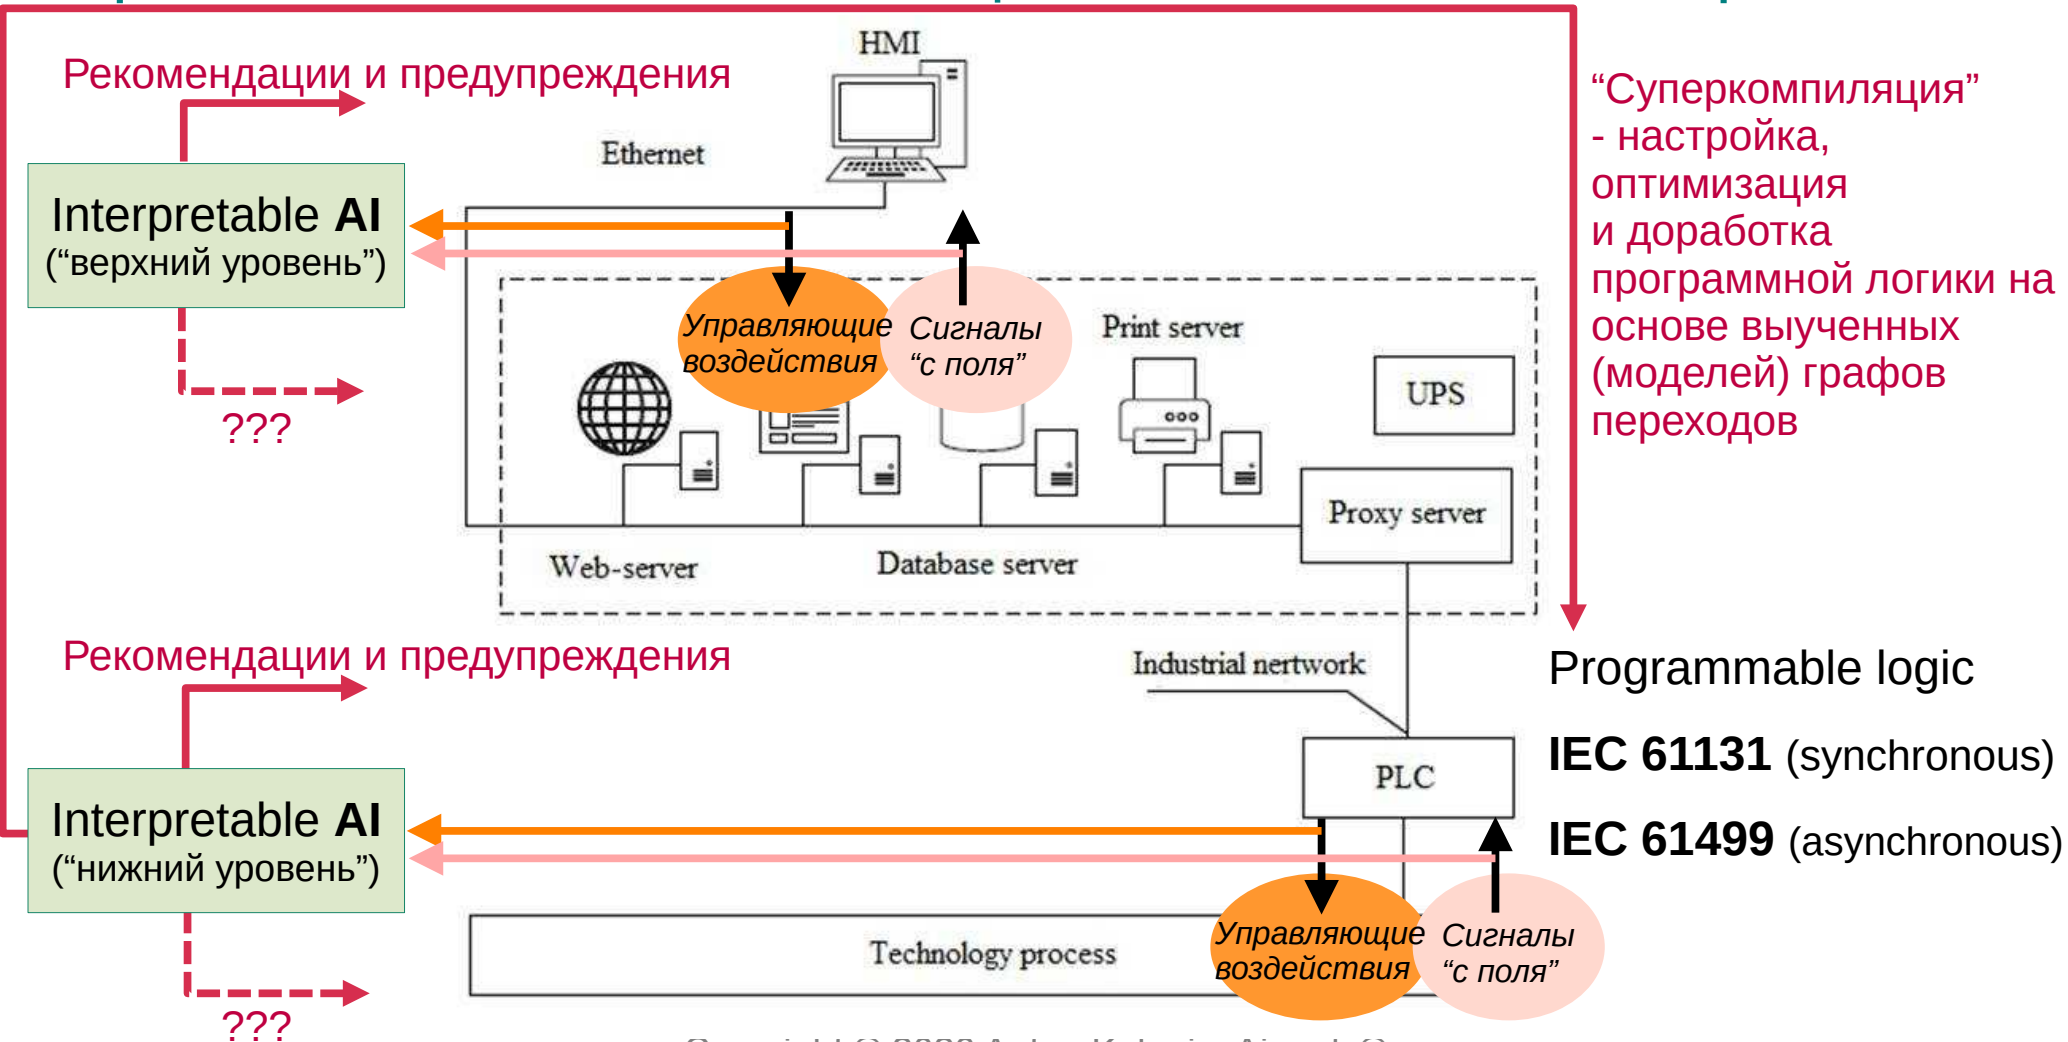 HMI
Рекомендации и предупреждения
“Суперкомпиляция”
- настройка,
оптимизация
и доработка
программной логики на
основе выученных
(моделей) графов
переходов
Ethernet
Interpretable AI
(“верхний уровень”)
Управляющие
воздействия
Сигналы
“с поля”
Print server
UPS
???
Proxy server
Web-server
Database server
Рекомендации и предупреждения
Industrial nertwork
Programmable logic
PLC
IEC 61131 (synchronous)
Interpretable AI
(“нижний уровень”)
IEC 61499 (asynchronous)
Technology process
Управляющие
воздействия
Сигналы
“с поля”
???